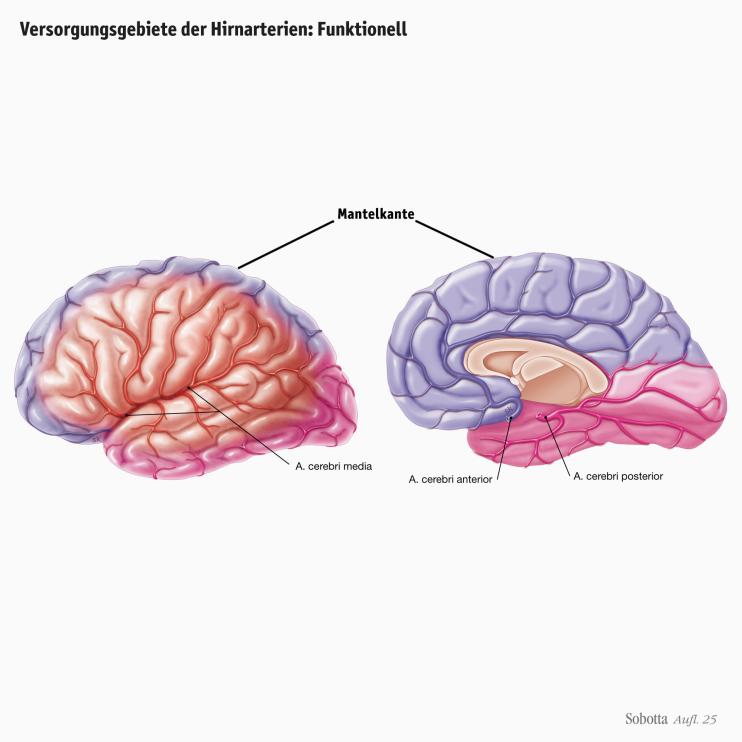 Versorgungsgebiete der Hirnarterien: Funktionell
Mantelkante
A. cerebri media
A. cerebri anterior
A. cerebri posterior
Sobotta Aufl. 25